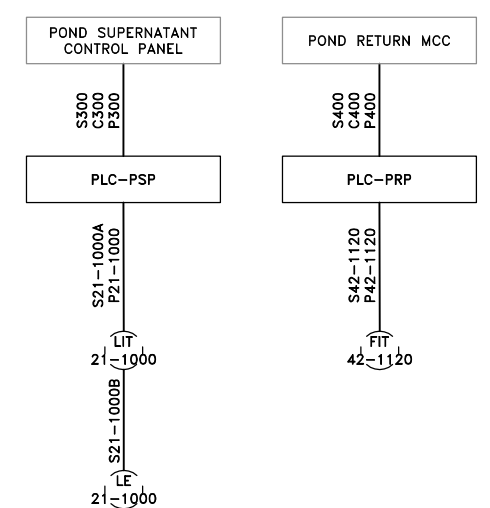 POND SUPERNATANT
CONTROL PANEL
S300
C300
P300
PLC-PSP
S21-1000A
P21-1000
LIT
21-1000
S21-1000B
LE
21-1000
POND RETURN MCC
S400
C400
P400
PLC-PRP
S42-1120
P42-1120
FIT
42-1120